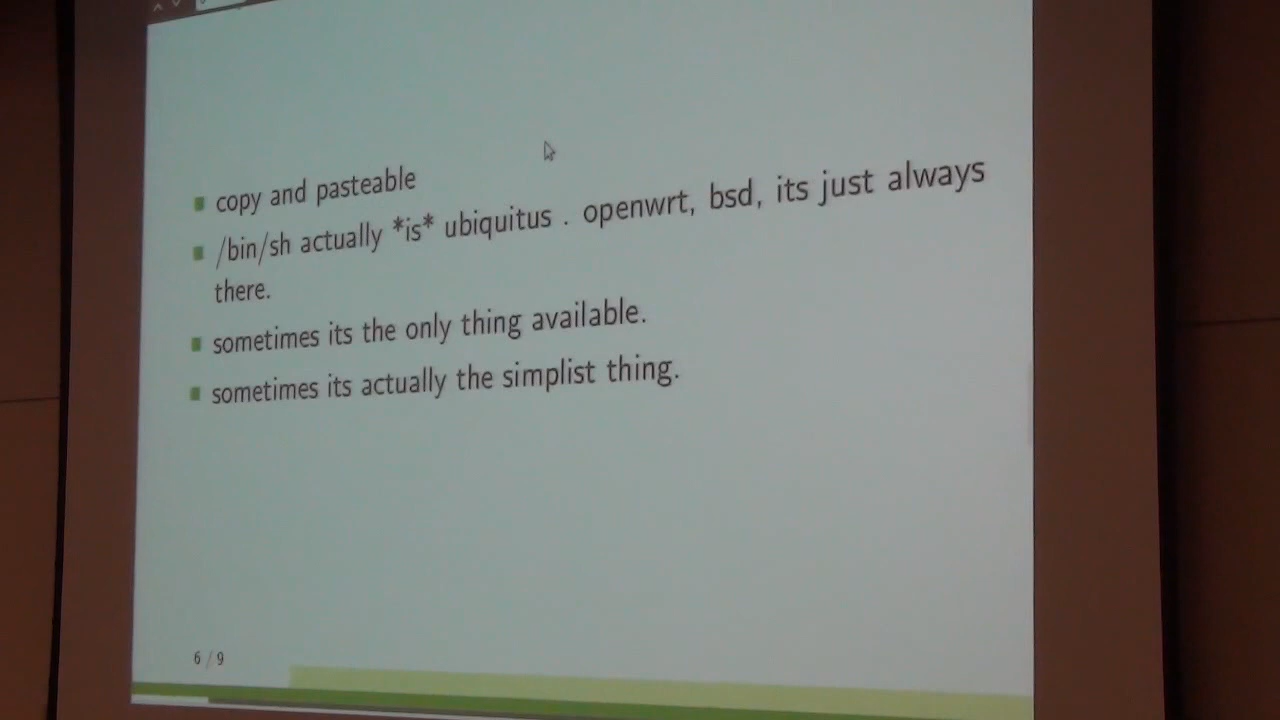 copy and pasteable
/bin/sh actually *is* ubiquitus . openwrt, bsd, its just always
there.
sometimes its the only thing available.
sometimes its actually the simplist thing.
6 / 9